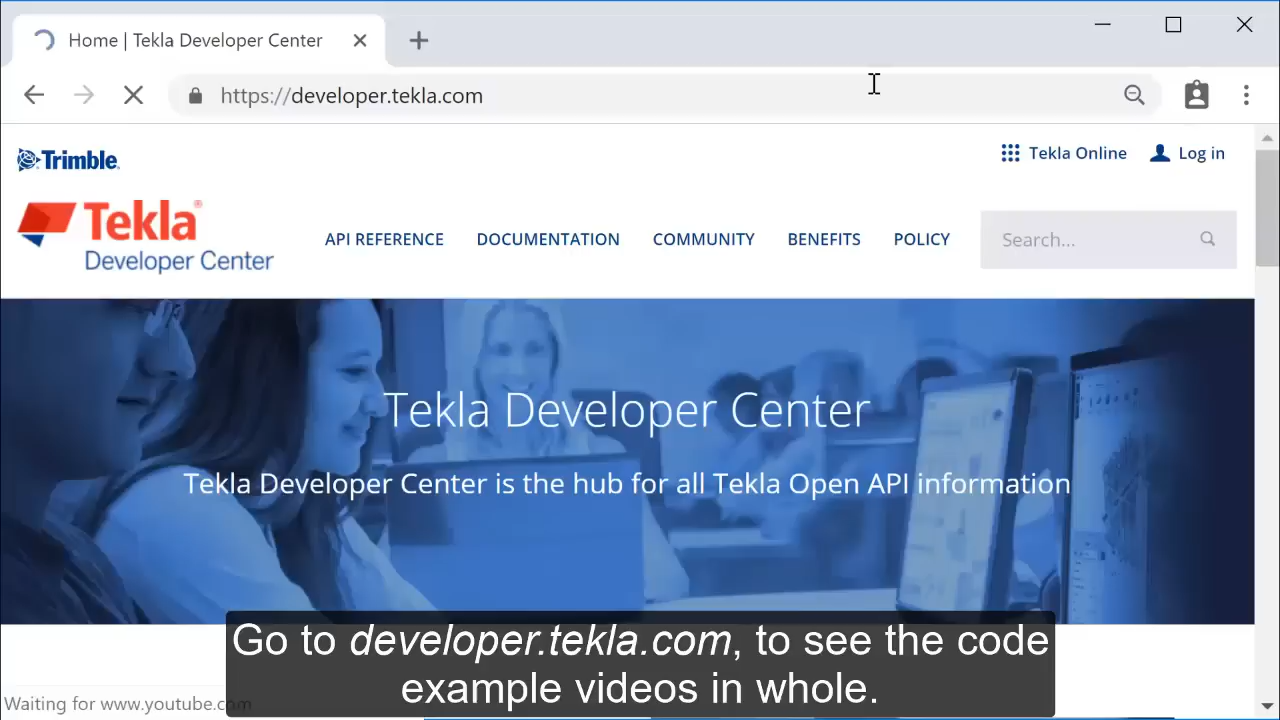 Home | Tekla Developer Center
https://developer.tekla.com
Trimble
Tekla Online
Log in
Tekla®
Developer Center
API REFERENCE
DOCUMENTATION
COMMUNITY
BENEFITS
POLICY
Search...
Tekla Developer Center
Tekla Developer Center is the hub for all Tekla Open API information
Go to developer.tekla.com, to see the code
example videos in whole.
Waiting for www.youtube.com